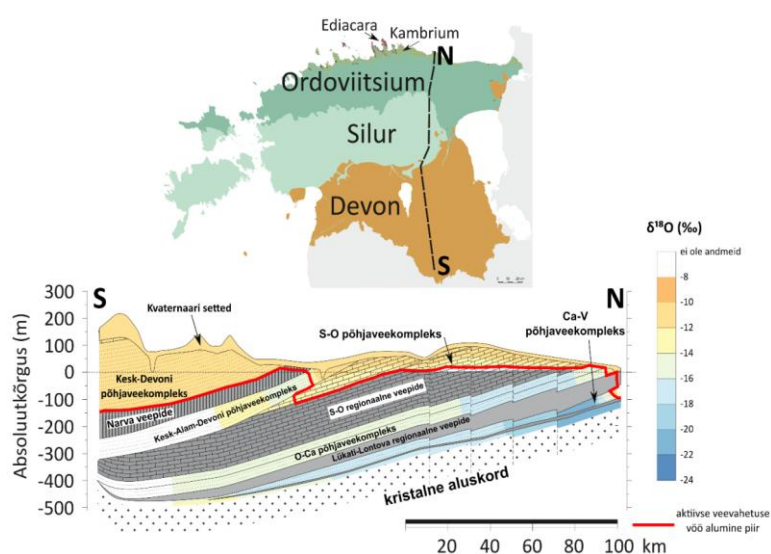 Ediacara
Kambrium
N
Ordoviitsium
Silur
Devon
S
δ¹⁸O (‰)
ei ole andmeid
-8
-10
-12
-14
-16
-18
-20
-22
-24
S
N
Absoluutkõrgus (m)
300
200
100
0
-100
-200
-300
-400
-500
Kvaternaari setted
S-O põhjaveekompleks
Ca-V
põhjaveekompleks
Kesk-Devoni
põhjaveekompleks
Narva veepide
Kesk-Alam-Devoni põhjaveekompleks
S-O regionaalne veepide
O-Ca põhjaveekompleks
Lükati-Lontova regionaalne veepide
kristalne aluskord
20 40 60 80 100 km
aktiivse veevahetuse
vöö alumine piir